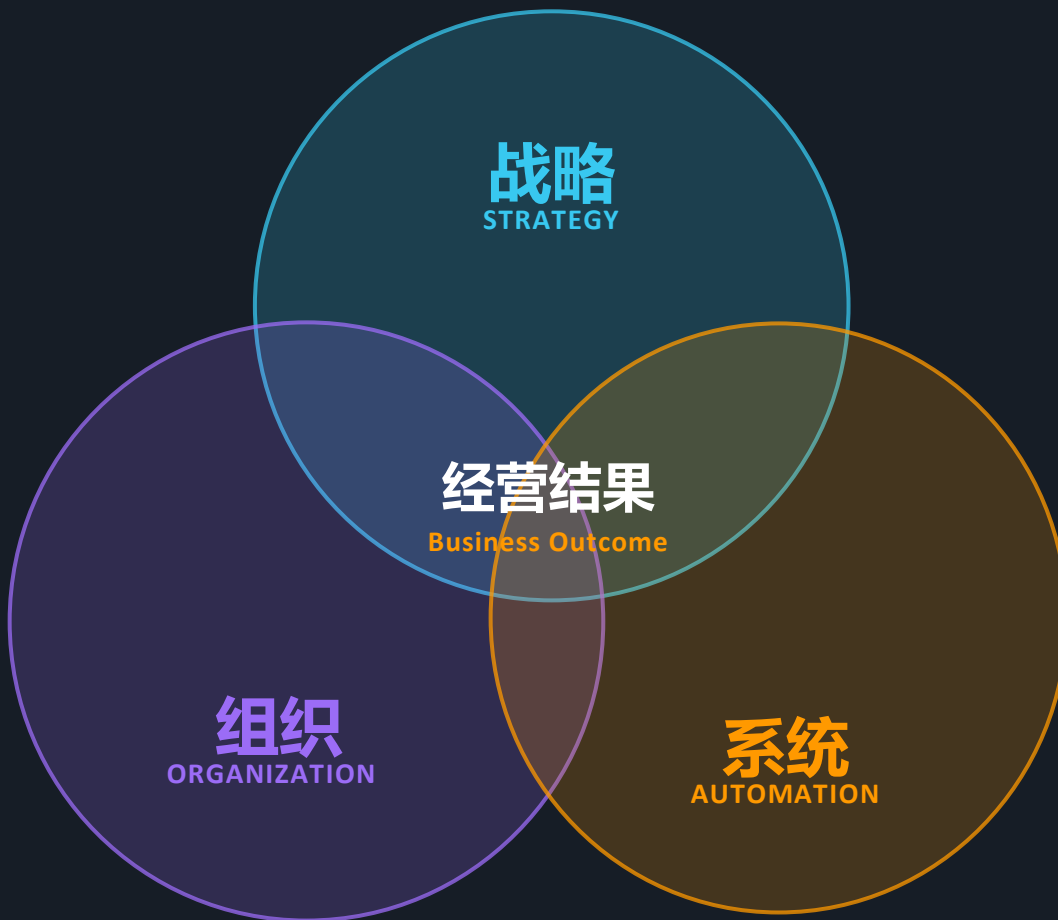 战略
STRATEGY
经营结果
Business Outcome
组织
ORGANIZATION
系统
AUTOMATION